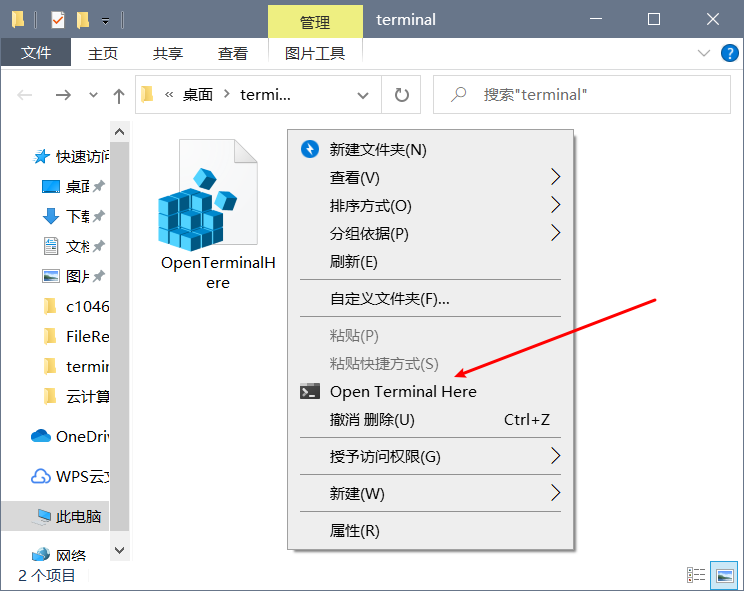 管理
terminal
文件
主页
共享
查看
图片工具
?
« 桌面 > termi...
搜索"terminal"
快速访问
桌面
下载
文档
图片
c1046
FileRe
termin
云计算
OneDri
WPS云文
此电脑
网络
OpenTerminalH
ere
新建文件夹(N)
查看(V)
排序方式(O)
分组依据(P)
刷新(E)
自定义文件夹(F)...
粘贴(P)
粘贴快捷方式(S)
Open Terminal Here
撤消 删除(U) Ctrl+Z
授予访问权限(G)
新建(W)
属性(R)
2 个项目